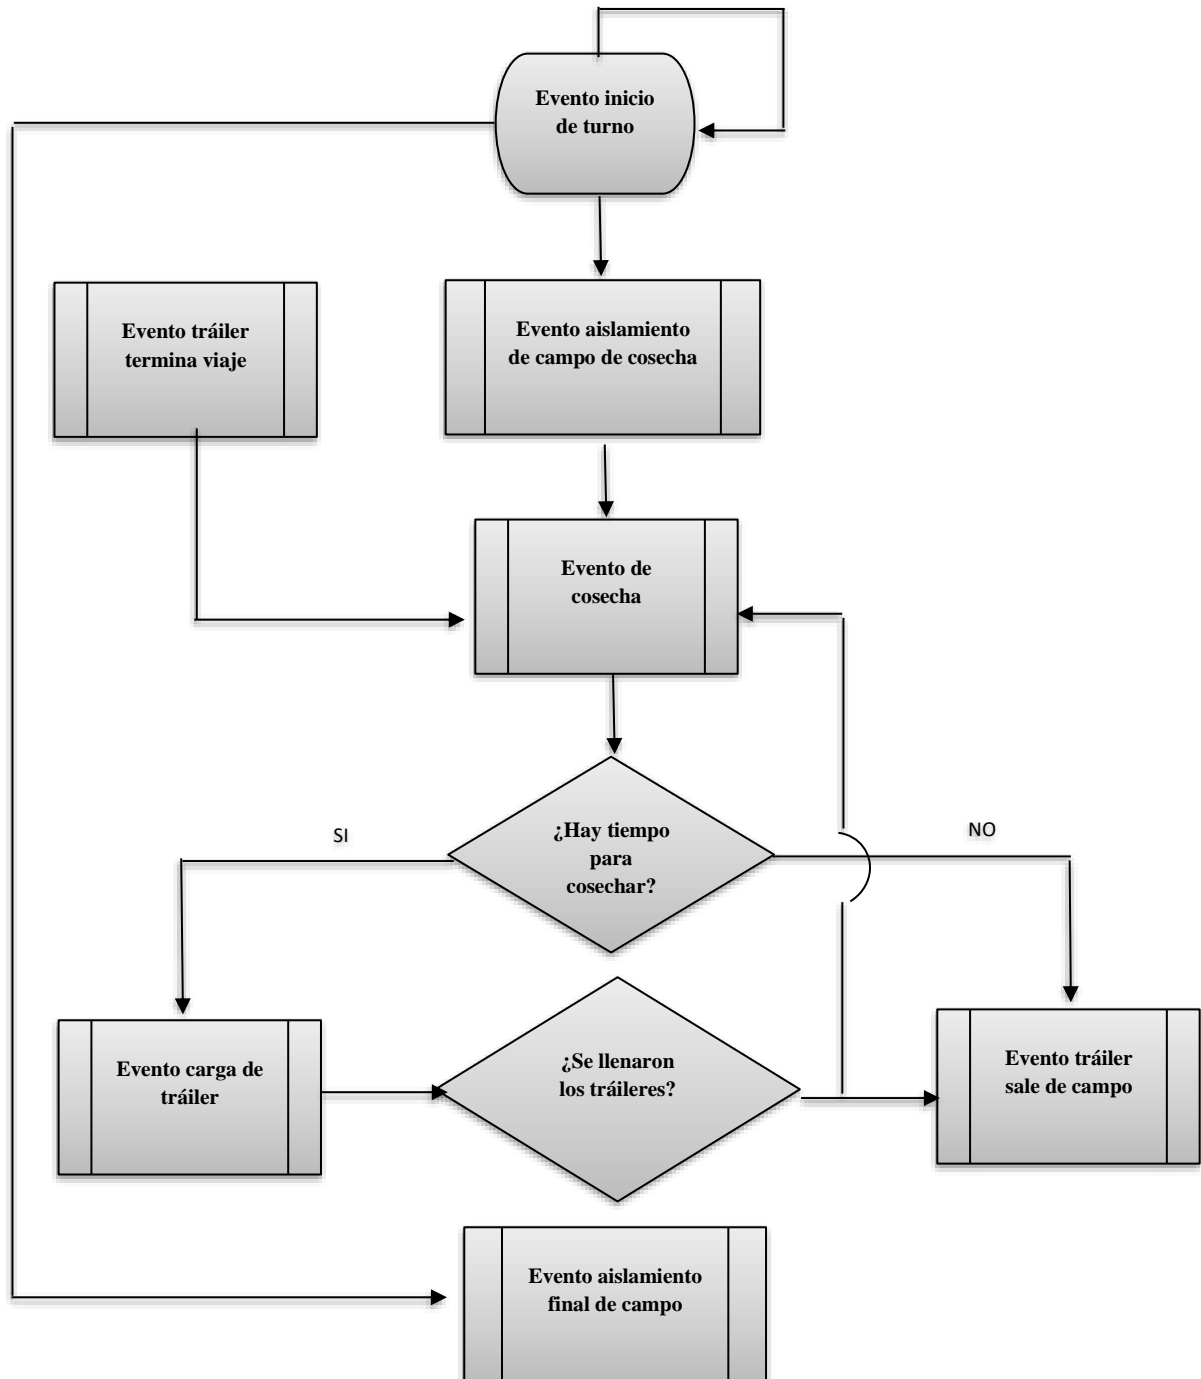 Evento inicio
de turno
Evento tráiler
termina viaje
Evento aislamiento
de campo de cosecha
Evento de
cosecha
¿Hay tiempo
para
cosechar?
SI
NO
Evento carga de
tráiler
¿Se llenaron
los tráileres?
Evento tráiler
sale de campo
Evento aislamiento
final de campo